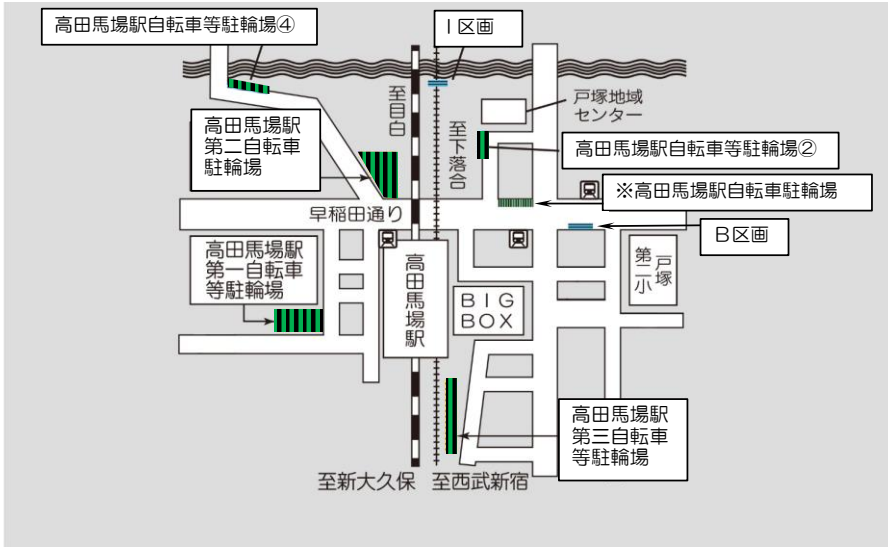 高田馬場駅自転車等駐輪場④
Ⅰ区画
至目白
戸塚地域
センター
高田馬場駅
第二自転車
駐輪場
至下落合
高田馬場駅自転車等駐輪場②
※高田馬場駅自転車駐輪場
早稲田通り
B区画
高田馬場駅
第一自転車
等駐輪場
高田馬場駅
BIG
BOX
戸塚
第二小
高田馬場駅
第三自転車
等駐輪場
至新大久保
至西武新宿